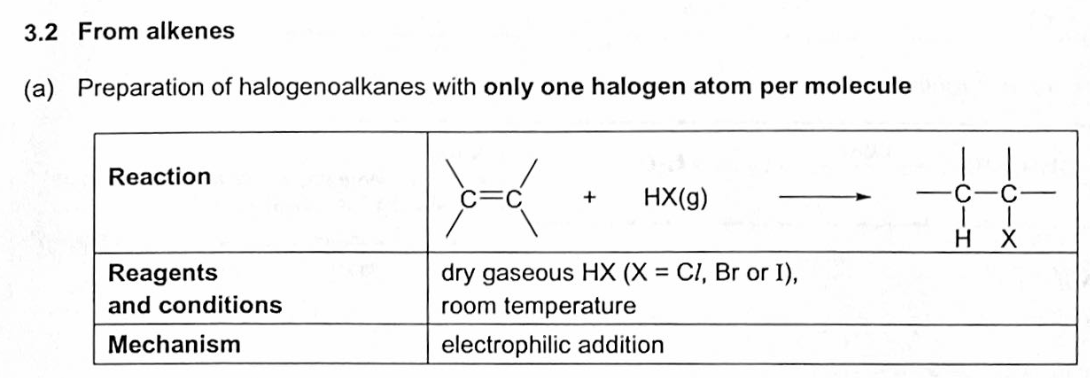 3.2 From alkenes
(a) Preparation of halogenoalkanes with only one halogen atom per molecule
Reaction
C=C + HX(g) ⟶ C–C
H X
Reagents
and conditions
dry gaseous HX (X = Cl, Br or I),
room temperature
Mechanism
electrophilic addition